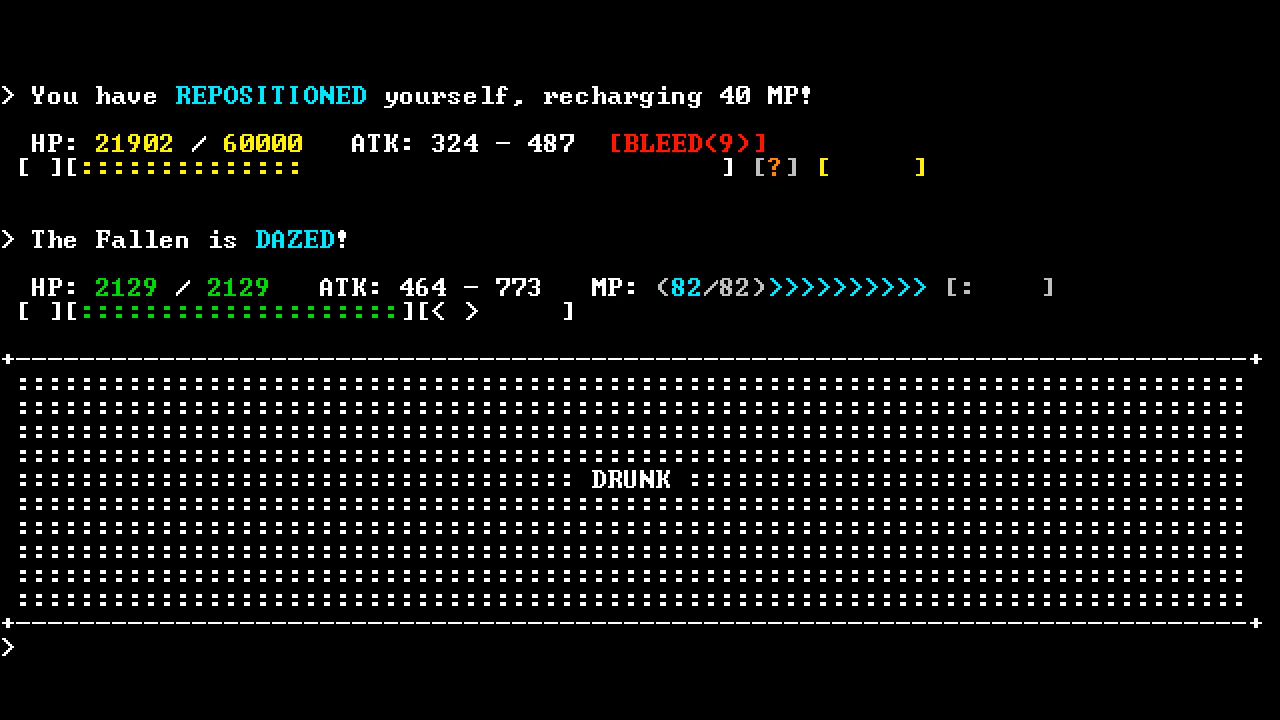 > You have REPOSITIONED yourself, recharging 40 MP!
HP: 21902 / 60000   ATK: 324 - 487  [BLEED(9)]
[ ][::::::::::::::                          ] [?] [     ]
> The Fallen is DAZED!
HP: 2129 / 2129   ATK: 464 - 773   MP: (82/82)>>>>>>>>>> [:    ]
[ ][::::::::::::::::::::][< >     ]
DRUNK
>